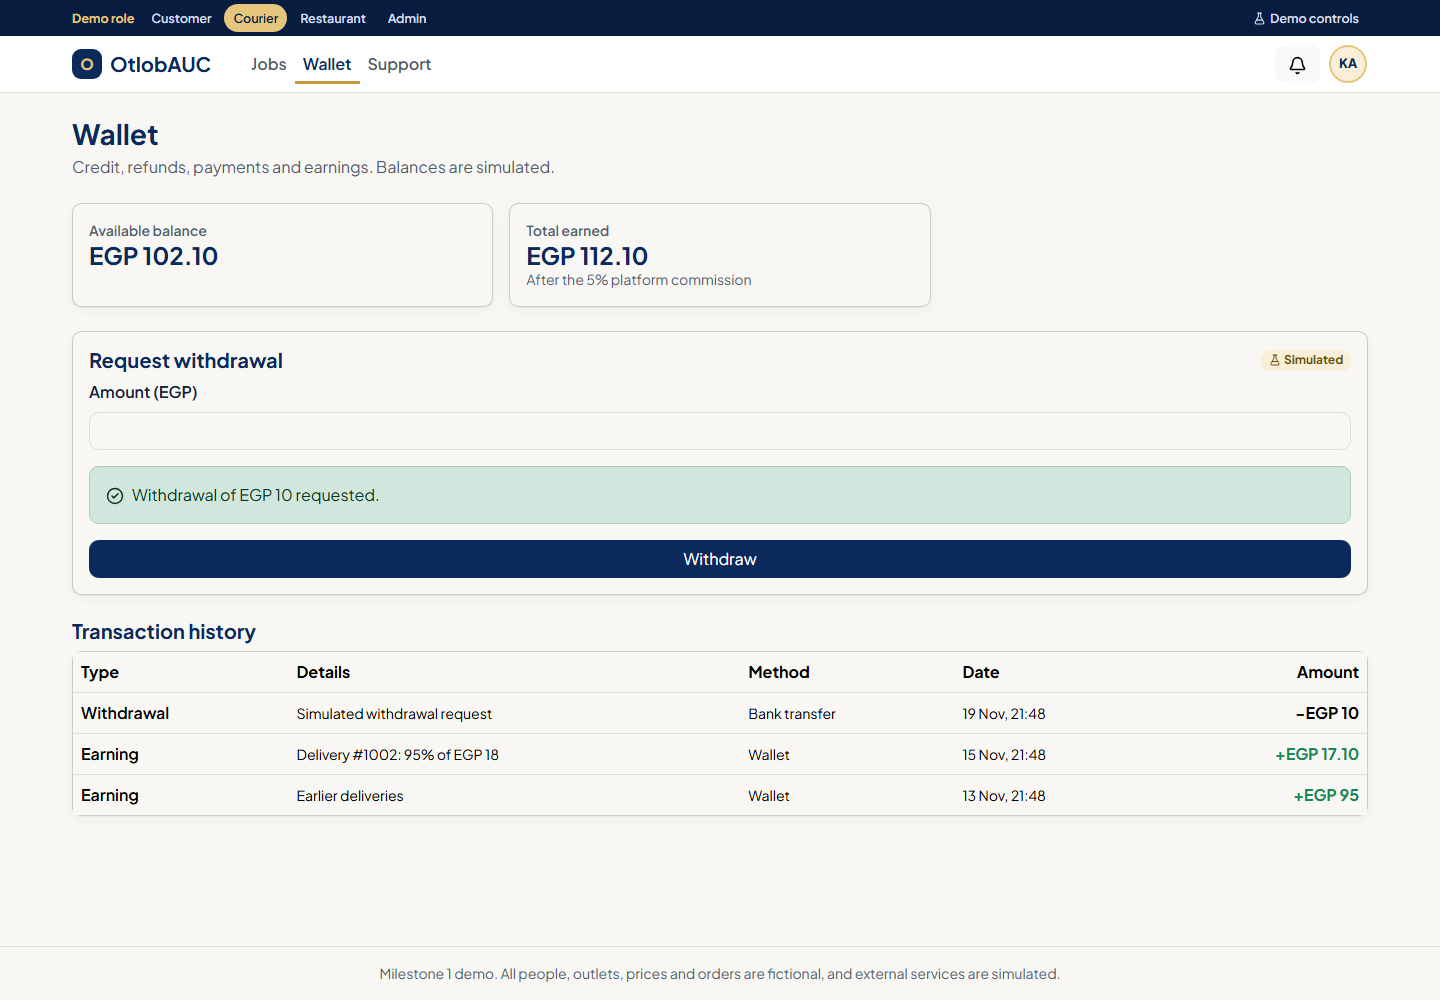 Demo role Customer Courier Restaurant Admin Demo controls
O OtlobAUC Jobs Wallet Support KA
Wallet
Credit, refunds, payments and earnings. Balances are simulated.
Available balance
EGP 102.10
Total earned
EGP 112.10
After the 5% platform commission
Request withdrawal Simulated
Amount (EGP)
Withdrawal of EGP 10 requested.
Withdraw
Transaction history
Type Details Method Date Amount
Withdrawal Simulated withdrawal request Bank transfer 19 Nov, 21:48 −EGP 10
Earning Delivery #1002: 95% of EGP 18 Wallet 15 Nov, 21:48 +EGP 17.10
Earning Earlier deliveries Wallet 13 Nov, 21:48 +EGP 95
Milestone 1 demo. All people, outlets, prices and orders are fictional, and external services are simulated.